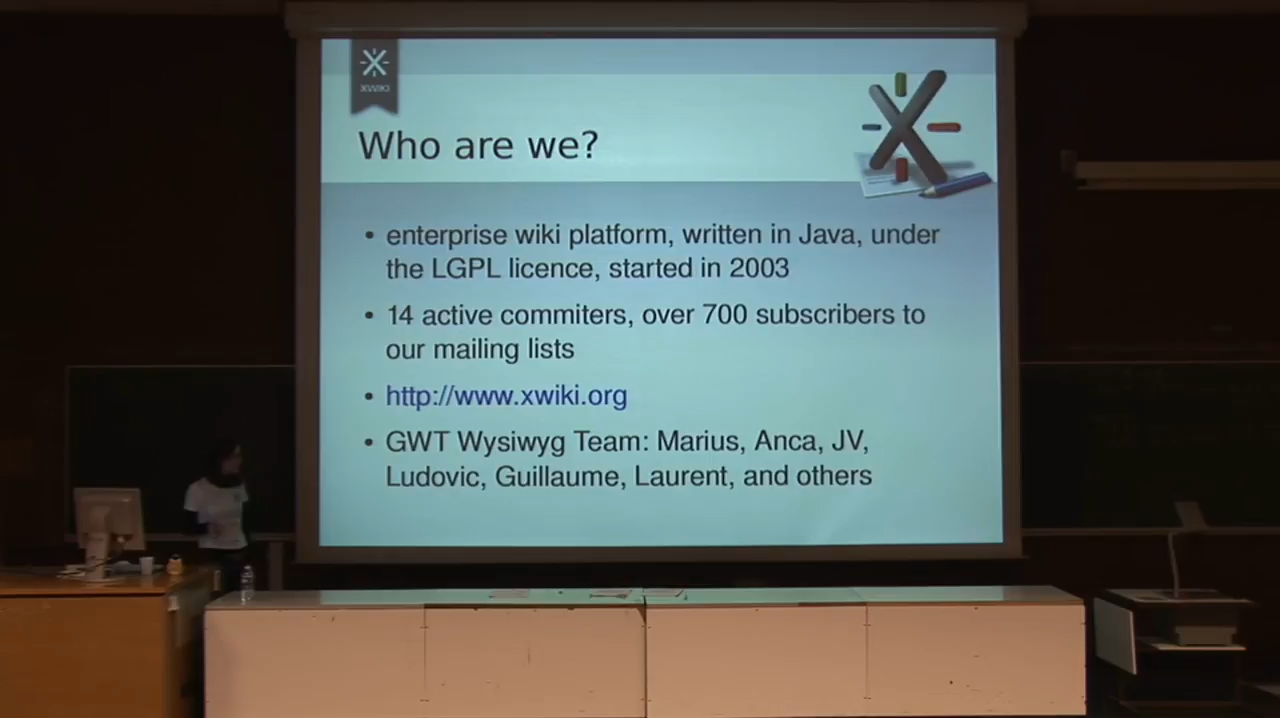 XWIKI
Who are we?
• enterprise wiki platform, written in Java, under
the LGPL licence, started in 2003
• 14 active commiters, over 700 subscribers to
our mailing lists
• http://www.xwiki.org
• GWT Wysiwyg Team: Marius, Anca, JV,
Ludovic, Guillaume, Laurent, and others